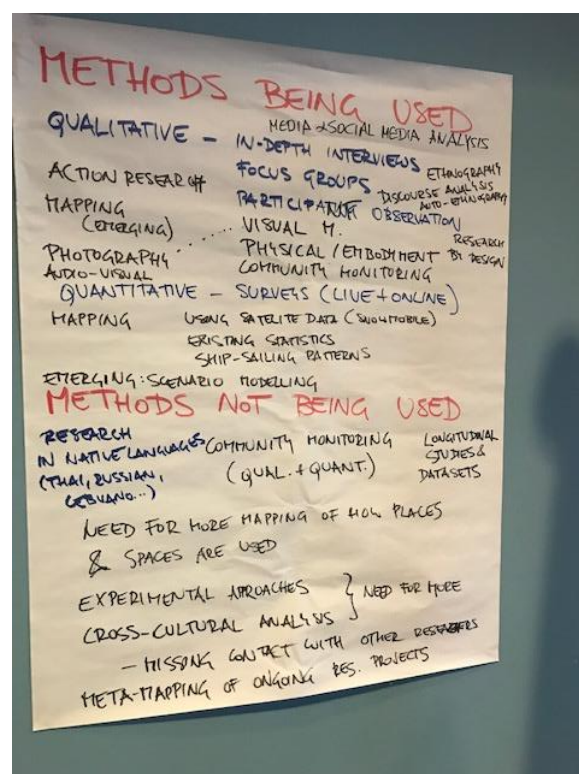 METHODS BEING USED
MEDIA & SOCIAL MEDIA ANALYSIS
QUALITATIVE – IN-DEPTH INTERVIEWS
ETHNOGRAPHY
ACTION RESEARCH
FOCUS GROUPS
DISCOURSE ANALYSIS
AUTO-ETHNOGRAPHY
PARTICIPANT OBSERVATION
MAPPING
(EMERGING) ...... VISUAL M.
RESEARCH
BY DESIGN
PHOTOGRAPHY
PHYSICAL / EMBODIMENT
AUDIO-VISUAL
COMMUNITY MONITORING
QUANTITATIVE – SURVEYS (LIVE + ONLINE)
MAPPING
USING SATELITE DATA (SNOWMOBILE)
EXISTING STATISTICS
SHIP-SAILING PATTERNS
EMERGING: SCENARIO MODELLING
METHODS NOT BEING USED
RESEARCH
IN NATIVE LANGUAGES
(THAI, RUSSIAN,
CEBUANO...)
COMMUNITY MONITORING
(QUAL. + QUANT.)
LONGITUDINAL
STUDIES &
DATASETS
NEED FOR MORE MAPPING OF HOW PLACES
& SPACES ARE USED
EXPERIMENTAL APROACHES
CROSS-CULTURAL ANALYSIS } NEED FOR MORE
– MISSING CONTACT WITH OTHER RESEARCHERS
META-MAPPING OF ONGOING RES. PROJECTS